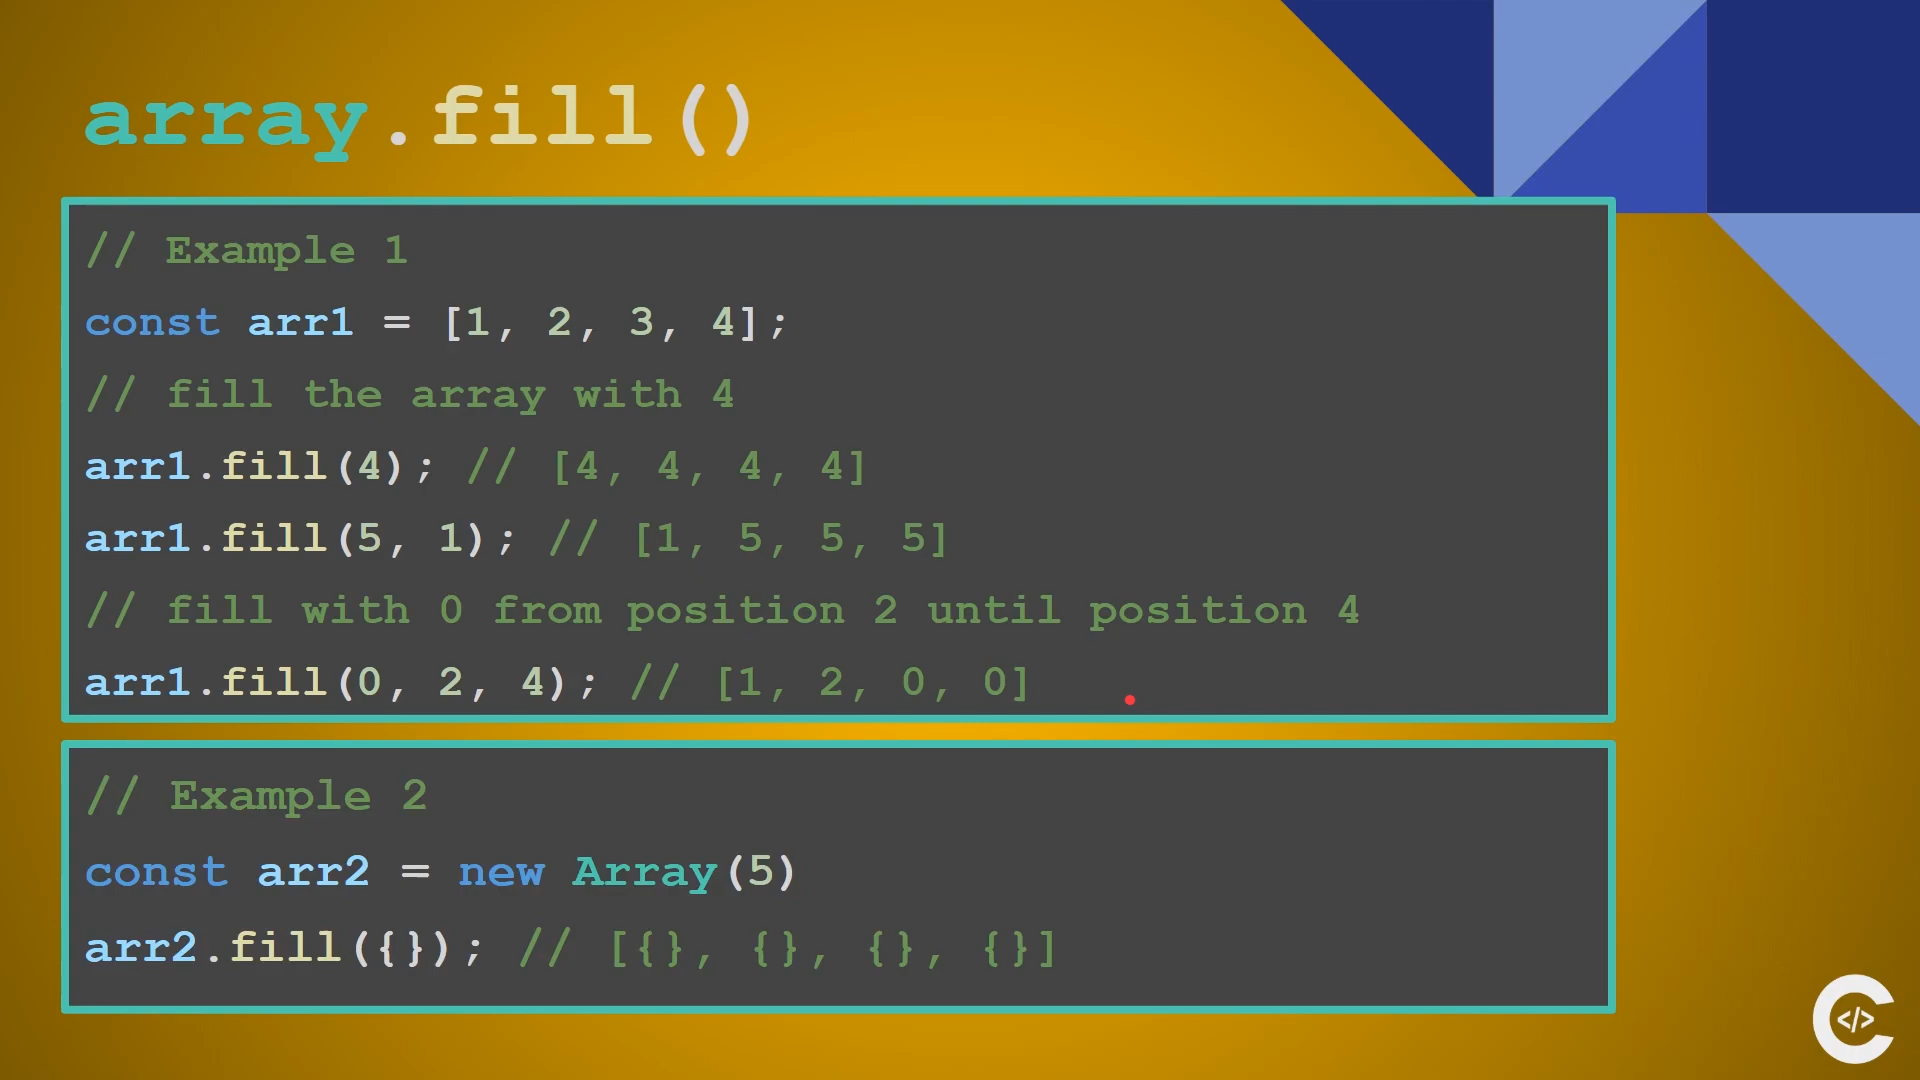 array.fill()
// Example 1
const arr1 = [1, 2, 3, 4];
// fill the array with 4
arr1.fill(4); // [4, 4, 4, 4]
arr1.fill(5, 1); // [1, 5, 5, 5]
// fill with 0 from position 2 until position 4
arr1.fill(0, 2, 4); // [1, 2, 0, 0]
// Example 2
const arr2 = new Array(5)
arr2.fill({}); // [{}, {}, {}, {}]
C </>